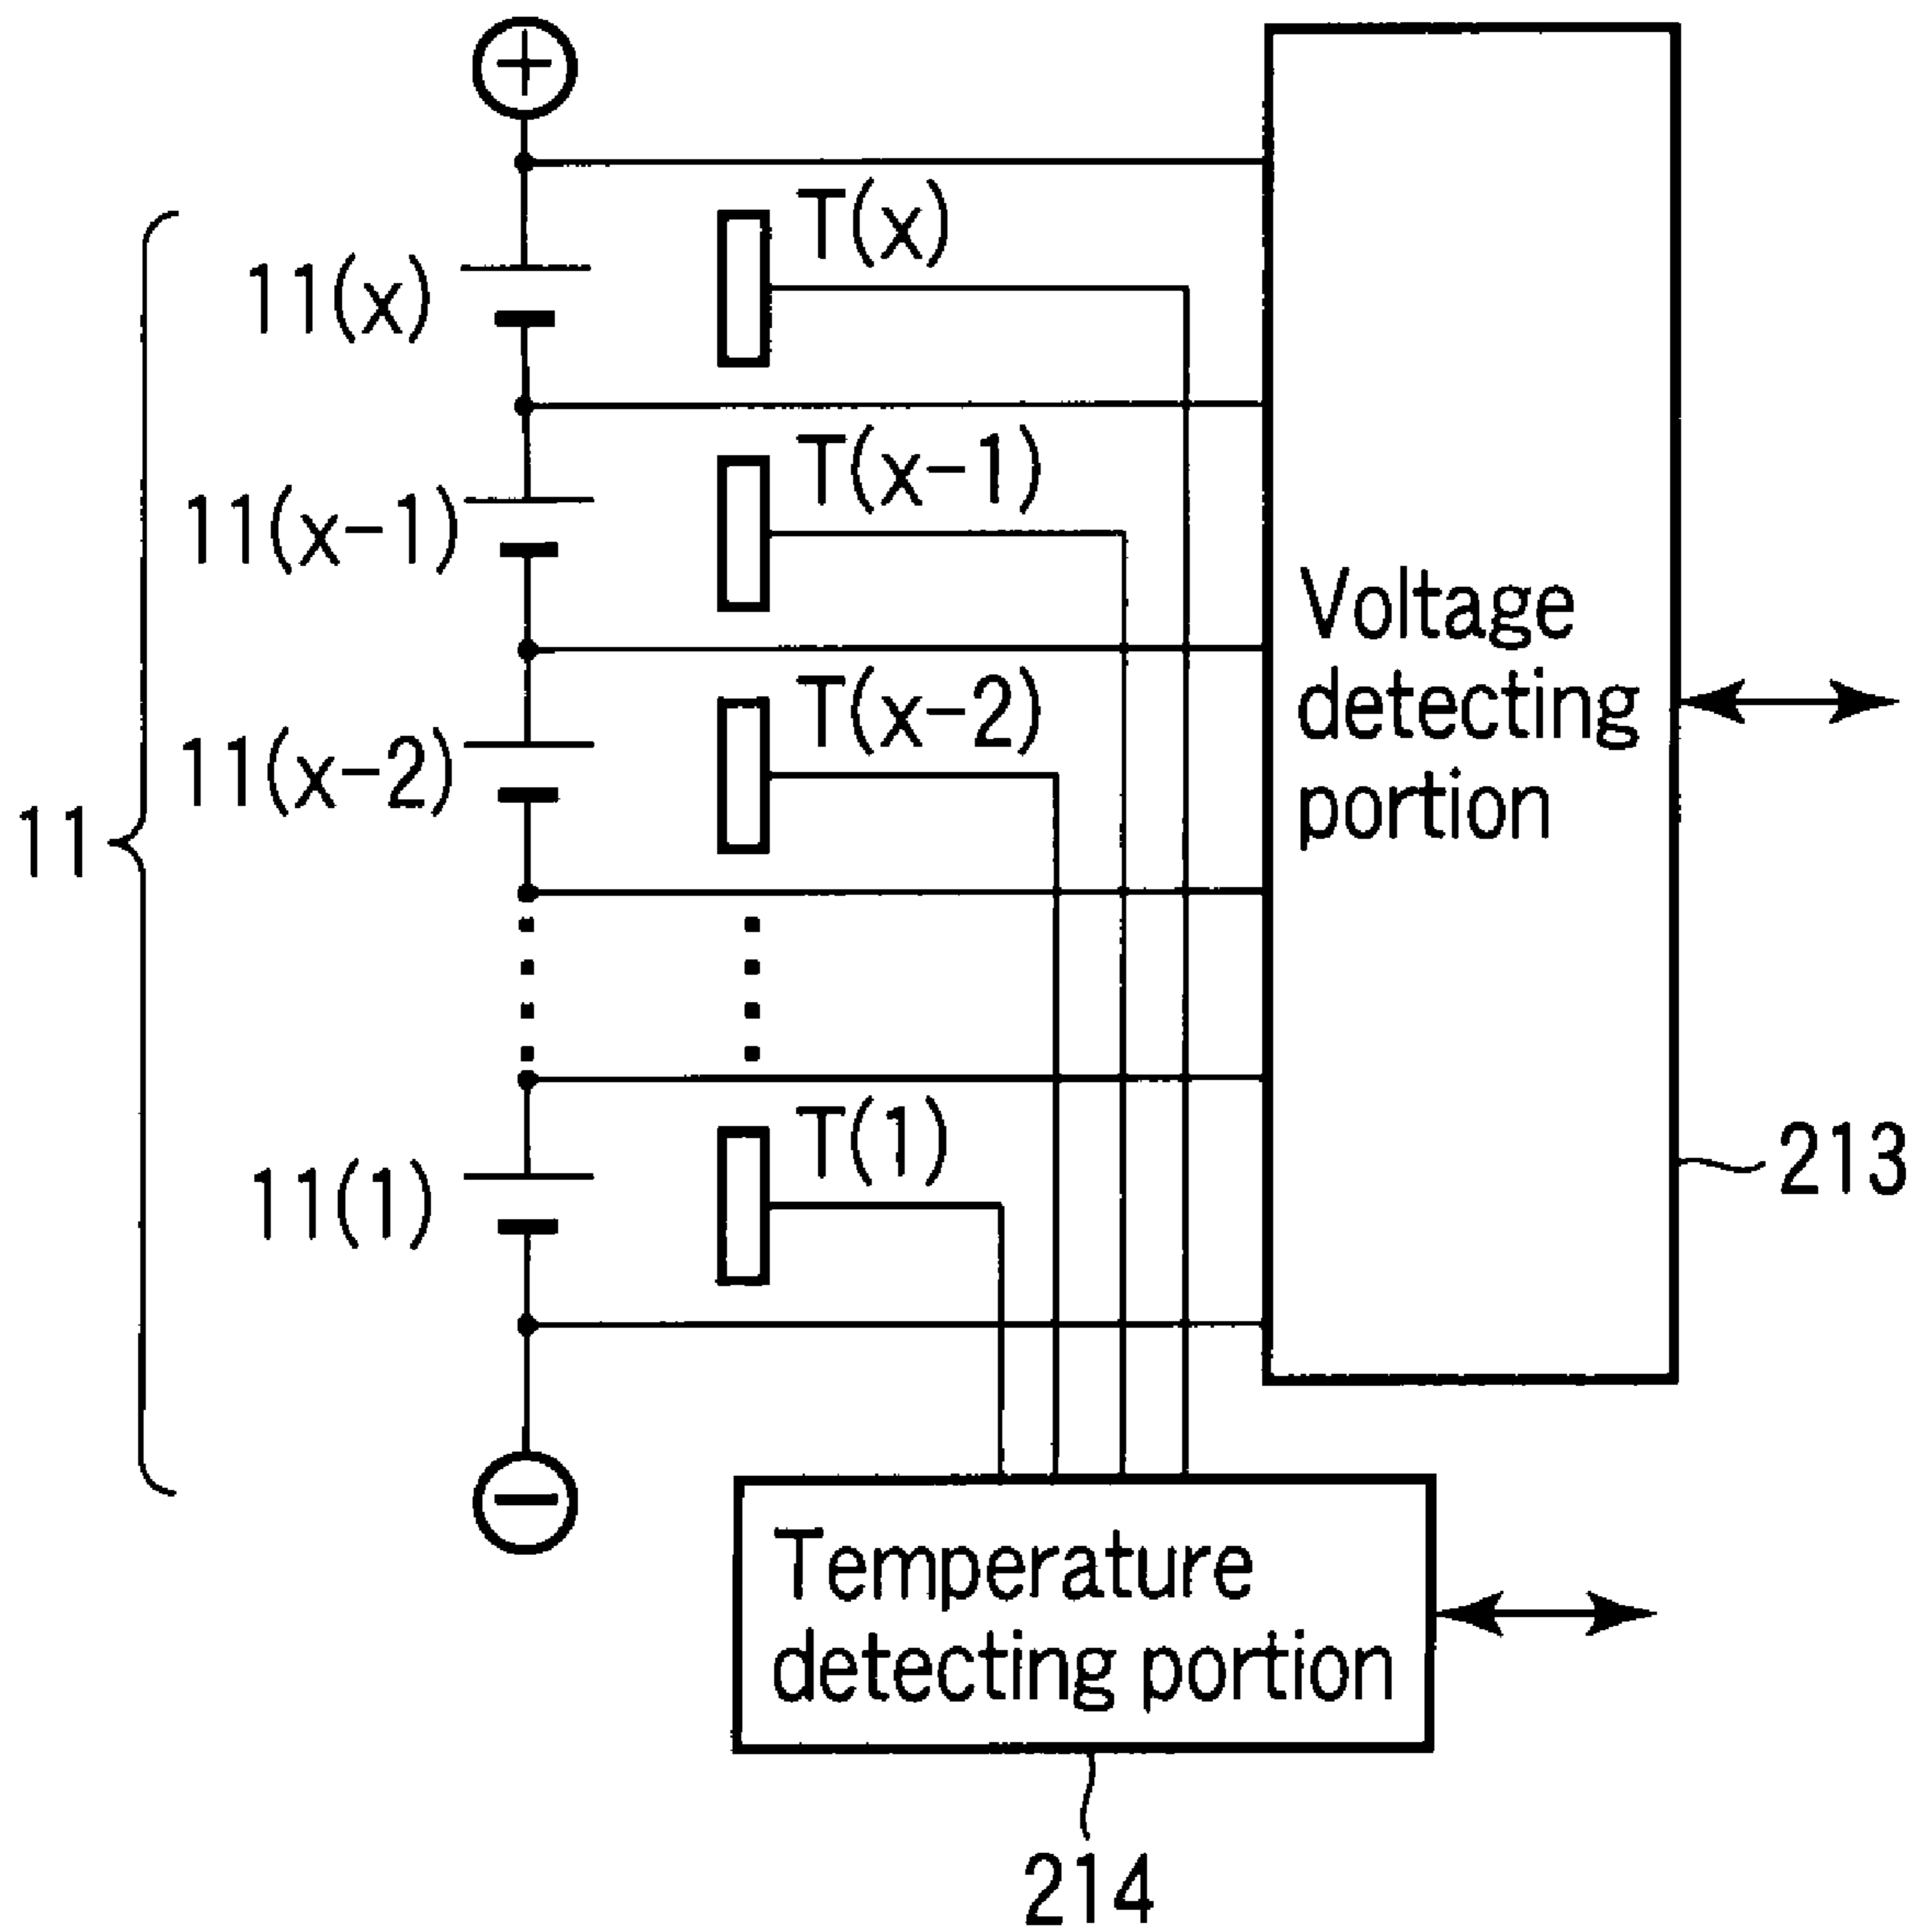 +
T(x)
11(x)
T(x-1)
11(x-1)
Voltage
detecting
portion
T(x-2)
11(x-2)
11
T(1)
11(1)
213
−
Temperature
detecting portion
214